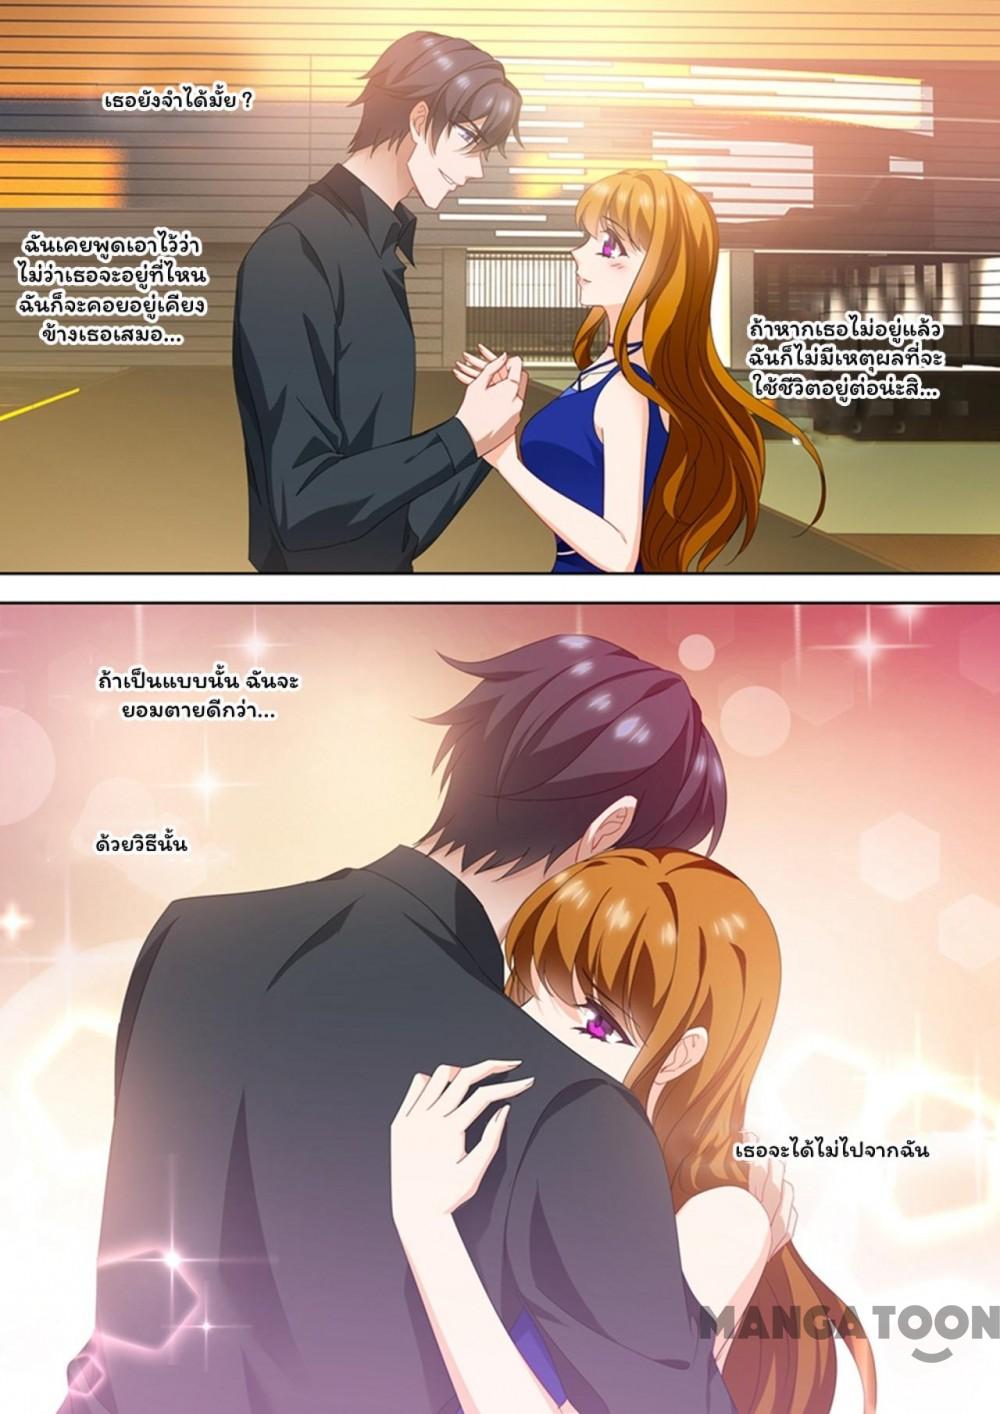 เธอยังจำได้มั้ย ?
ฉันเคยพูดเอาไว้ว่า
ไม่ว่าเธอจะอยู่ที่ไหน
ฉันก็จะคอยอยู่เคียง
ข้างเธอเสมอ...
ถ้าหากเธอไม่อยู่แล้ว
ฉันก็ไม่มีเหตุผลที่จะ
ใช้ชีวิตอยู่ต่อน่ะสิ...
ถ้าเป็นแบบนั้น ฉันจะ
ยอมตายดีกว่า...
ด้วยวิธีนั้น
เธอจะได้ไม่ไปจากฉัน
MANGATOON